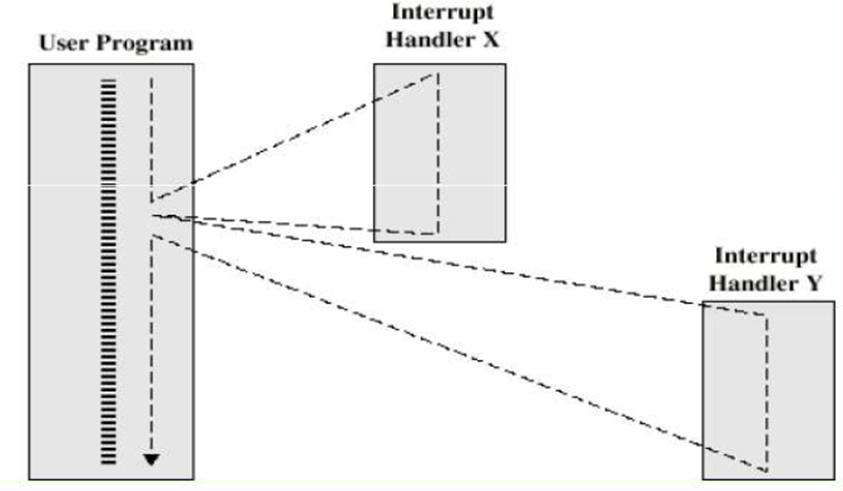 User Program
Interrupt
Handler X
Interrupt
Handler Y